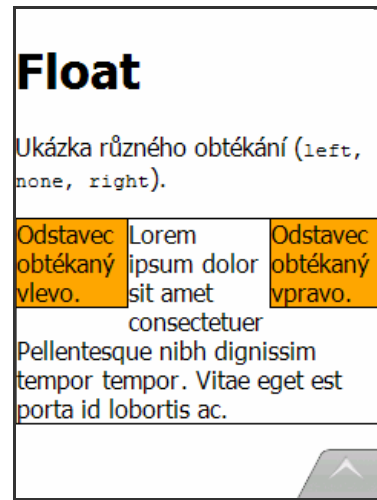 Float
Ukázka různého obtékání (left,
none, right).
Odstavec
obtékaný
vlevo.
Lorem
ipsum dolor
sit amet
consectetuer
Odstavec
obtékaný
vpravo.
Pellentesque nibh dignissim
tempor tempor. Vitae eget est
porta id lobortis ac.